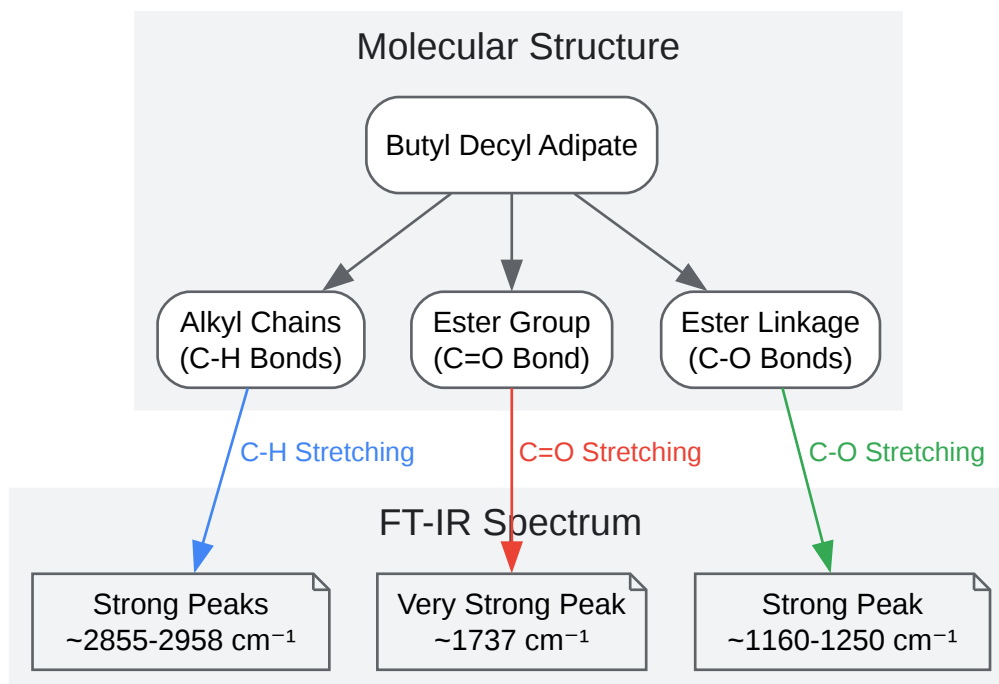 Molecular Structure
Butyl Decyl Adipate
Alkyl Chains
(C-H Bonds)
Ester Group
(C=O Bond)
Ester Linkage
(C-O Bonds)
C-H Stretching
C=O Stretching
C-O Stretching
FT-IR Spectrum
Strong Peaks
~2855-2958 cm⁻¹
Very Strong Peak
~1737 cm⁻¹
Strong Peak
~1160-1250 cm⁻¹